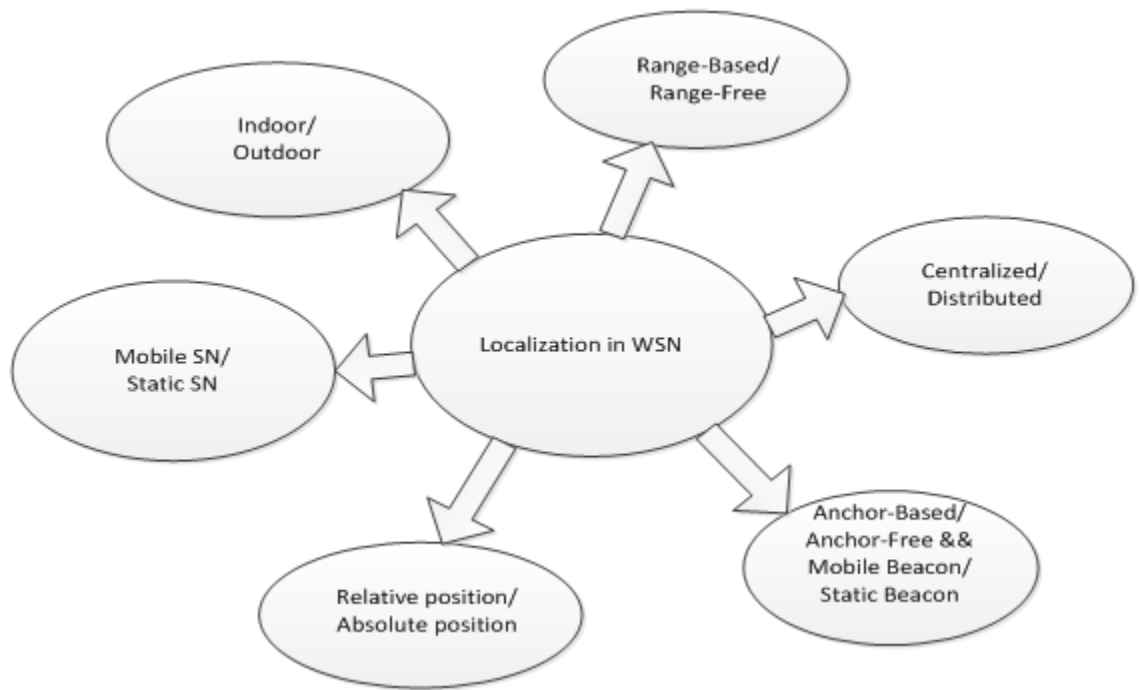 Range-Based/
Range-Free
Indoor/
Outdoor
Centralized/
Distributed
Localization in WSN
Mobile SN/
Static SN
Anchor-Based/
Anchor-Free &&
Mobile Beacon/
Static Beacon
Relative position/
Absolute position